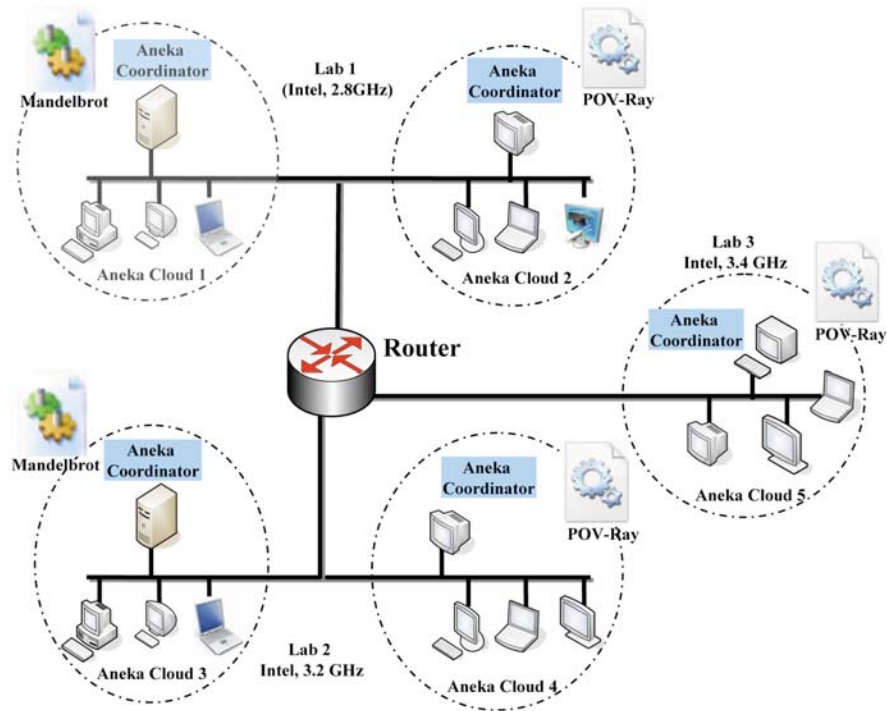 Mandelbrot
Aneka
Coordinator
Aneka Cloud 1
Lab 1
(Intel, 2.8GHz)
Aneka
Coordinator
POV-Ray
Aneka Cloud 2
Lab 3
Intel, 3.4 GHz
Aneka
Coordinator
POV-Ray
Aneka Cloud 5
Router
Mandelbrot
Aneka
Coordinator
Aneka Cloud 3
Lab 2
Intel, 3.2 GHz
Aneka
Coordinator
POV-Ray
Aneka Cloud 4